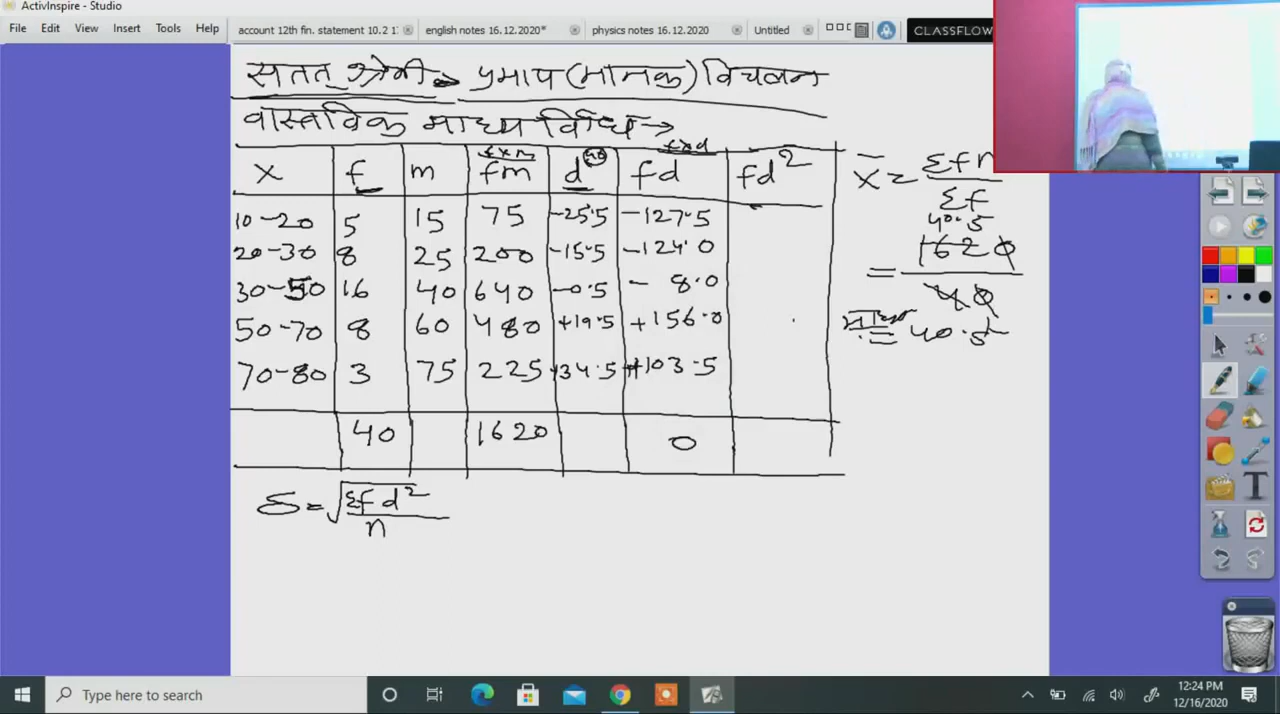 ActivInspire - Studio
File Edit View Insert Tasks Help
account 12th fin. statement 10.2 1 english notes 16.12.2020* physics notes 16.12.2020 Untitled CLASSFLOW
सतत् श्रेणी → प्रमाप (मानक) विचलन
वास्तविक माध्य विधि →
f×m f×d
X f m fm d fd fd²
10-20 5 15 75 -25.5 -127.5
20-30 8 25 200 -15.5 -124.0
30-50 16 40 640 -0.5 - 8.0
50-70 8 60 480 +19.5 +156.0
70-80 3 75 225 +34.5 +103.5
40 1620 0
X̄ = Σfm
Σf
40.5
= 1620
40
= 40.5
δ = √Σfd²
n
Type here to search
12:24 PM
12/16/2020